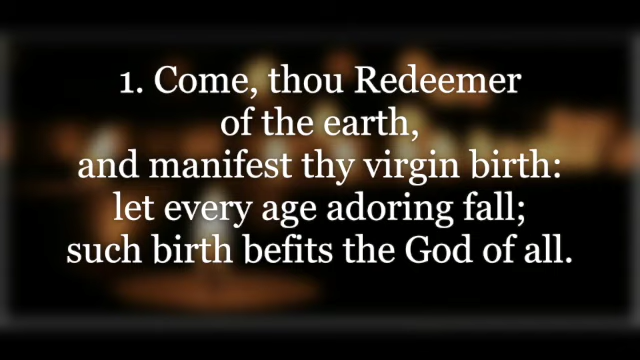 1. Come, thou Redeemer
of the earth,
and manifest thy virgin birth:
let every age adoring fall;
such birth befits the God of all.